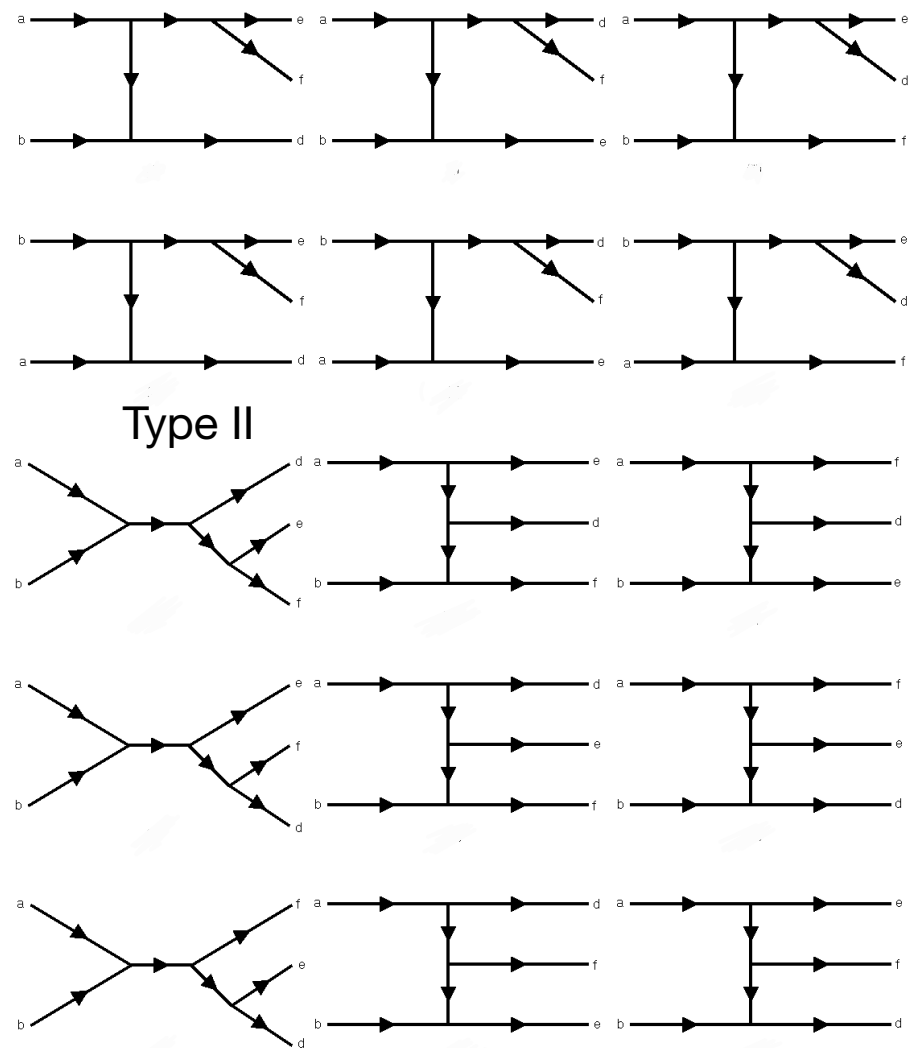 a e a d a e
f f d
b d b e b f
b e b d b e
f f d
a d a e a f
Type II
a d a e a f
e d d
b f b f b e
a e a d a f
f e e
b d b f b d
a f a d a e
e f f
b d b e b d